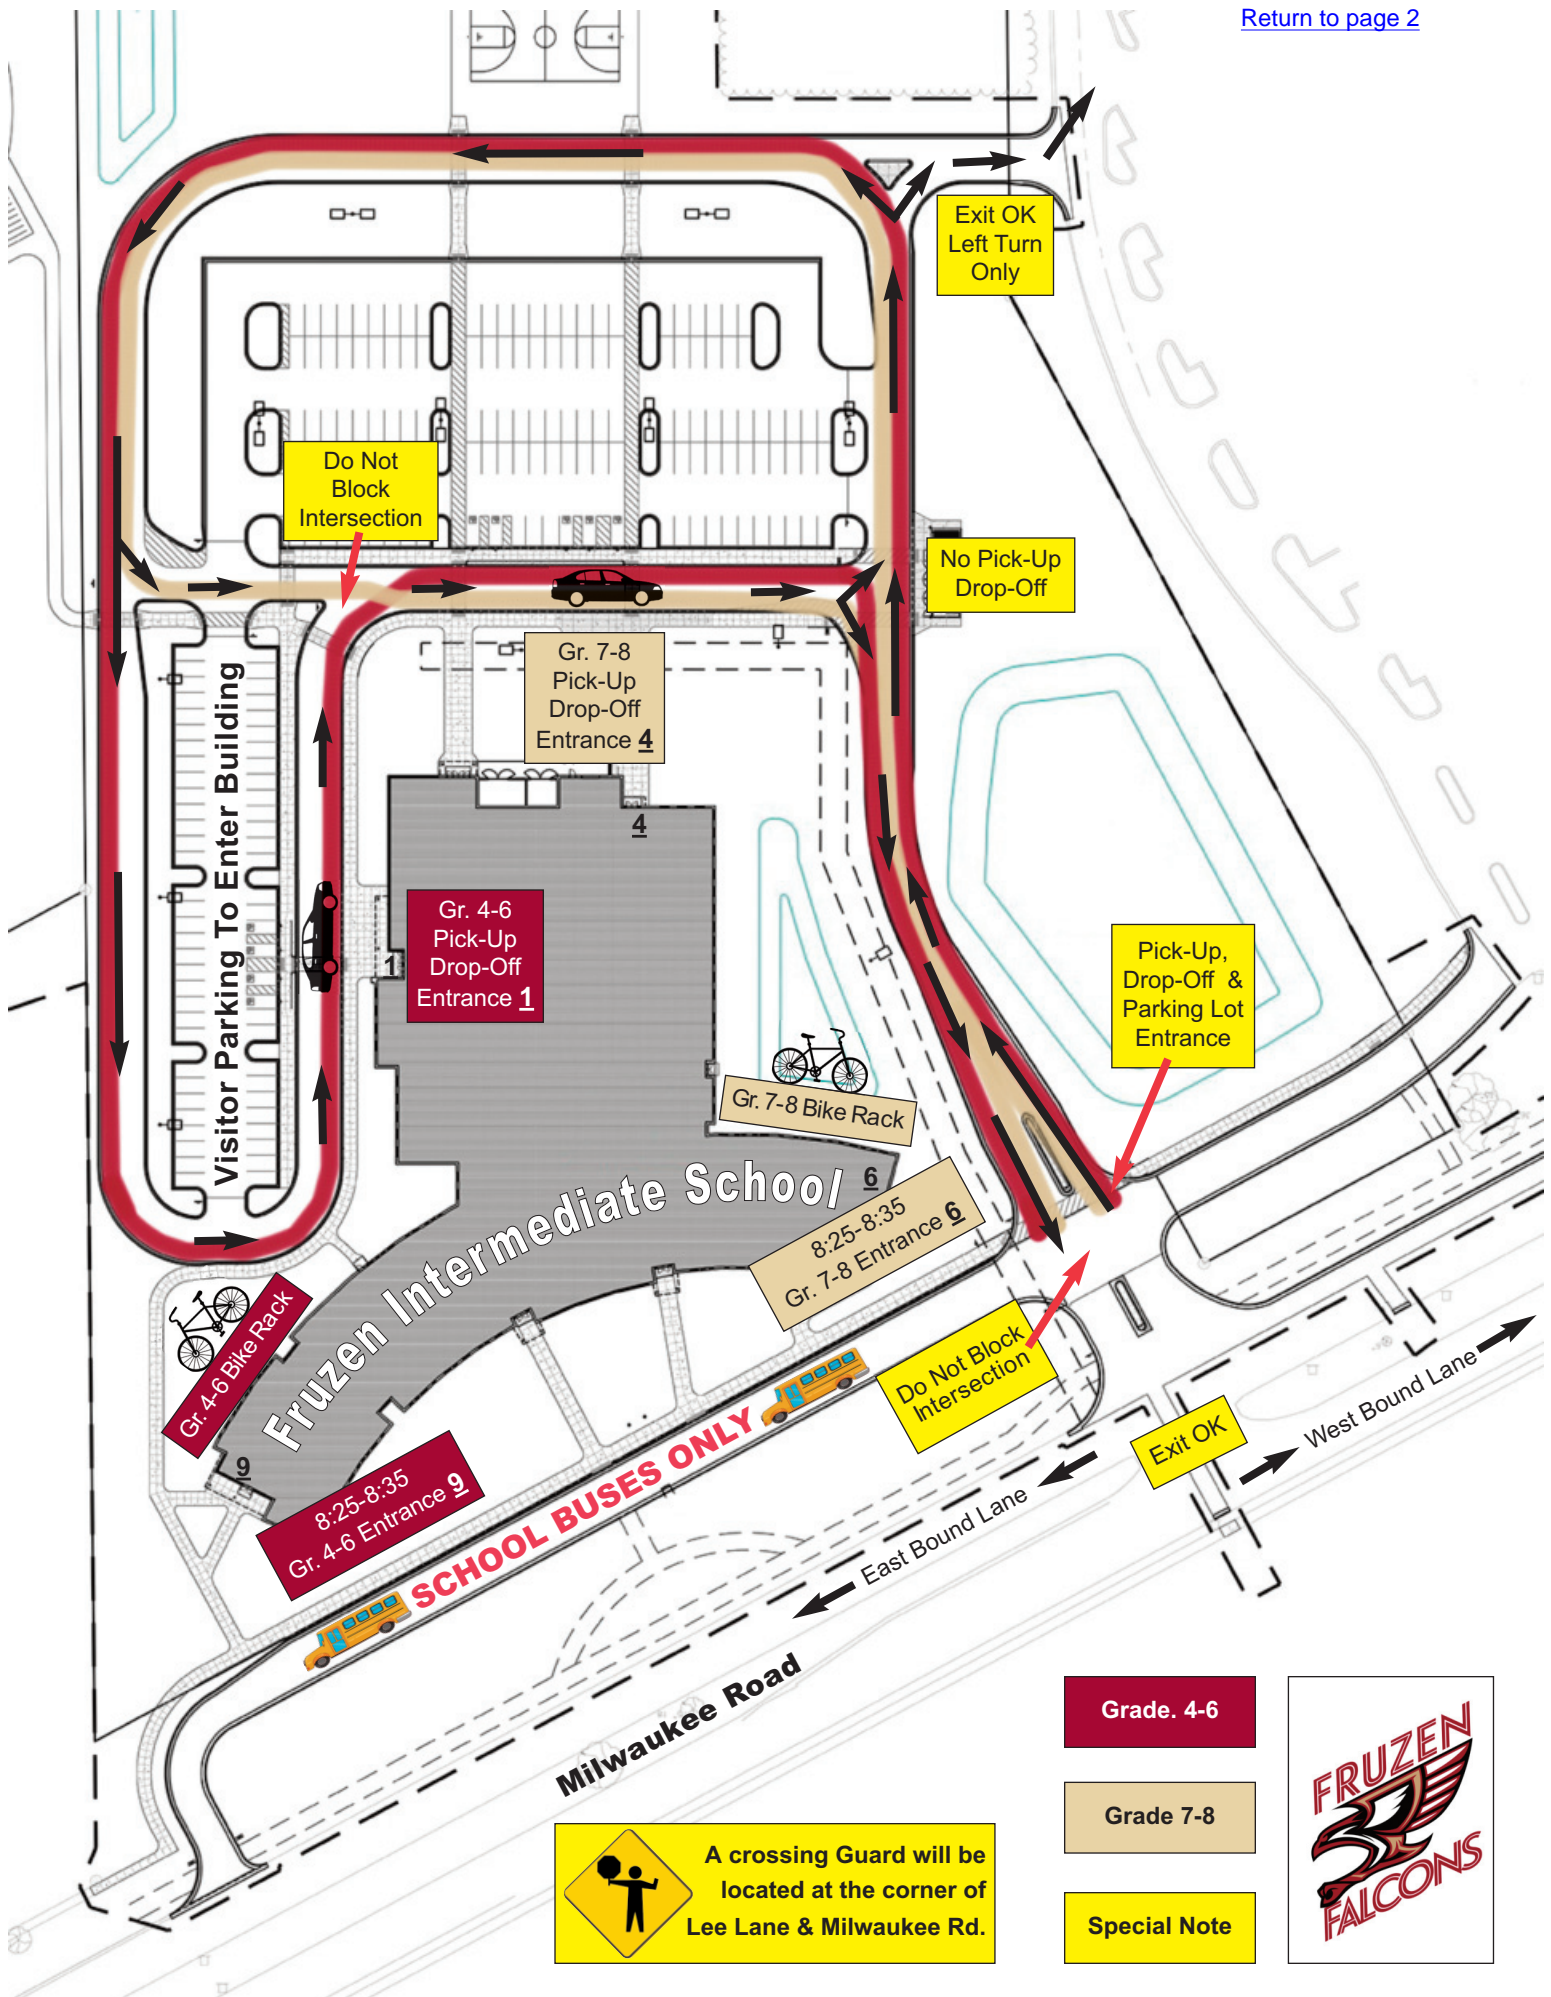 Return to page 2
Exit OK
Left Turn
Only
Do Not
Block
Intersection
No Pick-Up
Drop-Off
Gr. 7-8
Pick-Up
Drop-Off
Entrance 4
4
Visitor Parking To Enter Building
Gr. 4-6
Pick-Up
Drop-Off
Entrance 1
1
Pick-Up,
Drop-Off &
Parking Lot
Entrance
Gr. 7-8 Bike Rack
Fruzen Intermediate School
6
8:25-8:35
Gr. 7-8 Entrance 6
Gr. 4-6 Bike Rack
Do Not Block
Intersection
9
8:25-8:35
Gr. 4-6 Entrance 9
SCHOOL BUSES ONLY
Exit OK
West Bound Lane
East Bound Lane
Milwaukee Road
Grade. 4-6
Grade 7-8
Special Note
A crossing Guard will be
located at the corner of
Lee Lane & Milwaukee Rd.
FRUZEN
FALCONS